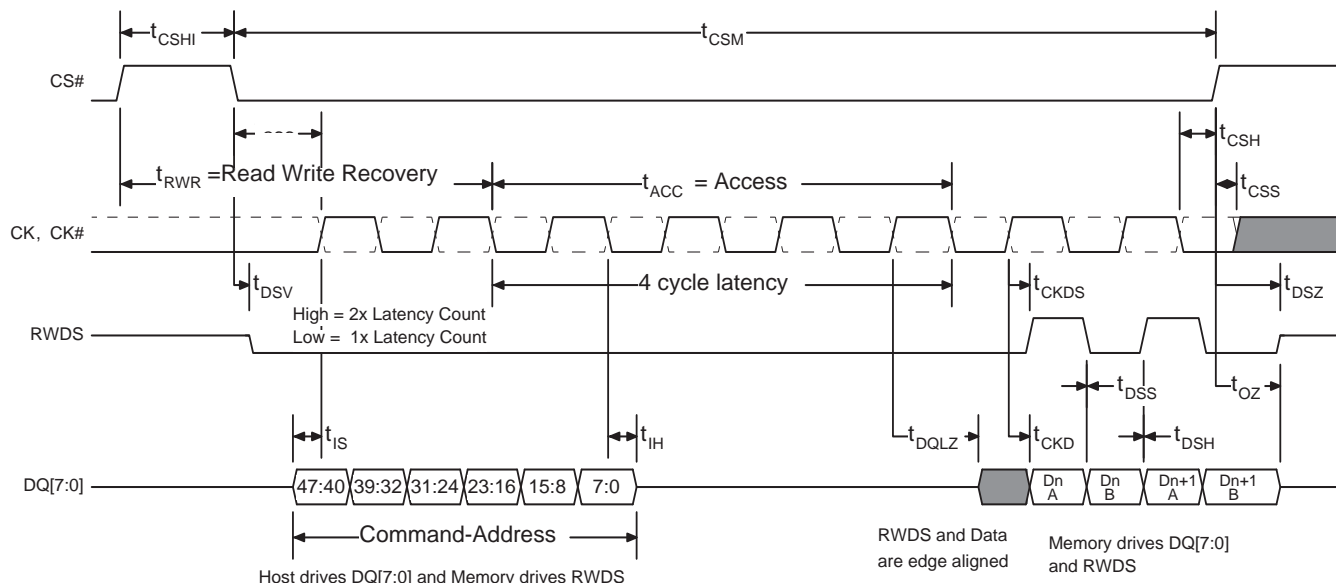 tCSHI
tCSM
CS#
tCSH
tRWR =Read Write Recovery
tACC = Access
tCSS
CK, CK#
tDSV
4 cycle latency
tCKDS
tDSZ
High = 2x Latency Count
Low = 1x Latency Count
RWDS
tDSS
tOZ
tIS
tIH
tDQLZ
tCKD
tDSH
DQ[7:0]
47:40 39:32 31:24 23:16 15:8 7:0
Dn A
Dn B
Dn+1 A
Dn+1 B
Command-Address
RWDS and Data
are edge aligned
Memory drives DQ[7:0]
and RWDS
Host drives DQ[7:0] and Memory drives RWDS